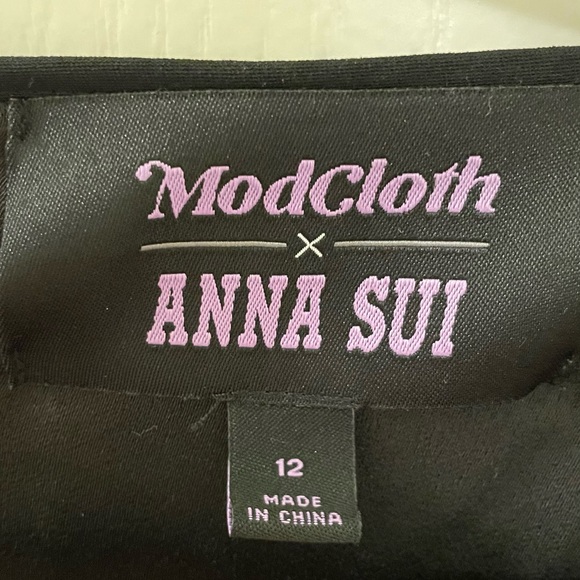 ModCloth
×
ANNA SUI
12
MADE
IN CHINA